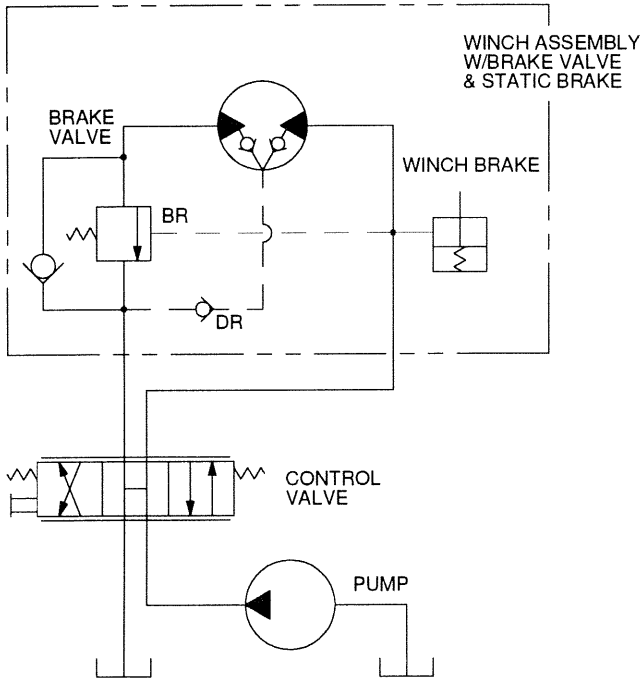 WINCH ASSEMBLY
W/BRAKE VALVE
& STATIC BRAKE
BRAKE
VALVE
WINCH BRAKE
BR
DR
CONTROL
VALVE
PUMP